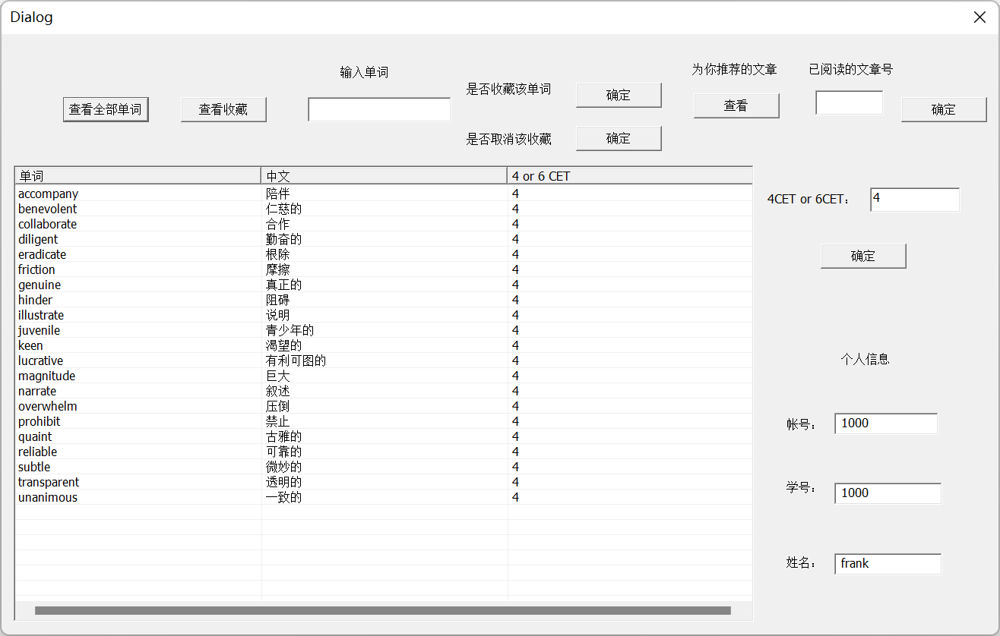 Dialog
输入单词
为你推荐的文章 已阅读的文章号
是否收藏该单词 确定
查看全部单词 查看收藏 查看 确定
是否取消该收藏 确定
单词 中文 4 or 6 CET
accompany 陪伴 4
benevolent 仁慈的 4
collaborate 合作 4
diligent 勤奋的 4
eradicate 根除 4
friction 摩擦 4
genuine 真正的 4
hinder 阻碍 4
illustrate 说明 4
juvenile 青少年的 4
keen 渴望的 4
lucrative 有利可图的 4
magnitude 巨大 4
narrate 叙述 4
overwhelm 压倒 4
prohibit 禁止 4
quaint 古雅的 4
reliable 可靠的 4
subtle 微妙的 4
transparent 透明的 4
unanimous 一致的 4
4CET or 6CET： 4
确定
个人信息
帐号： 1000
学号： 1000
姓名： frank